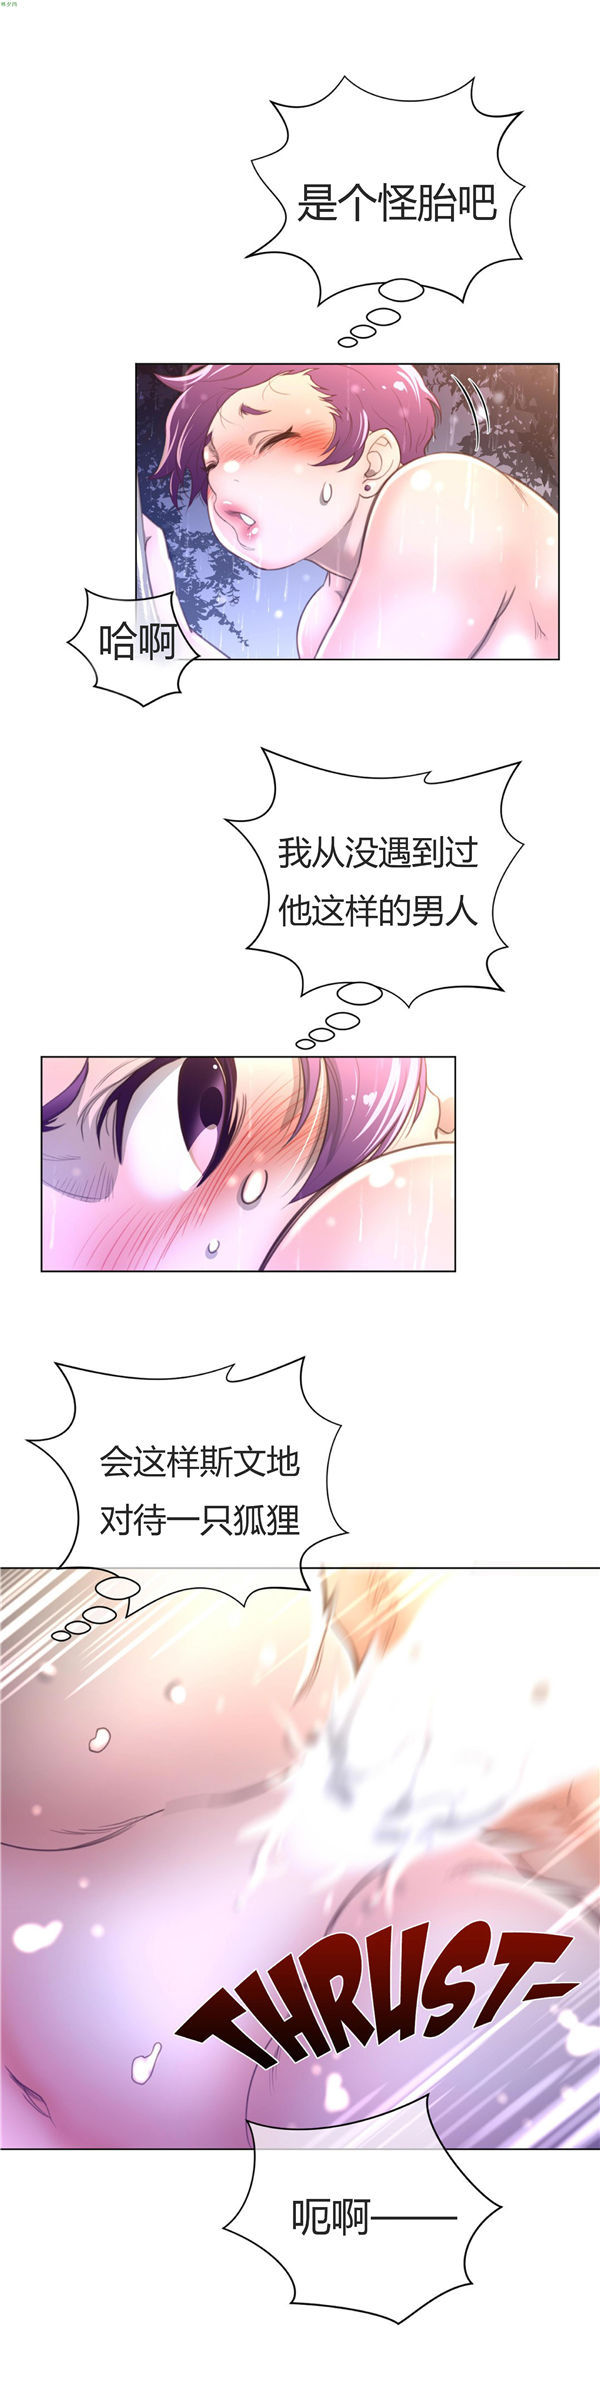 是个怪胎吧
哈啊
我从没遇到过
他这样的男人
会这样斯文地
对待一只狐狸
THRUST-
呃啊——